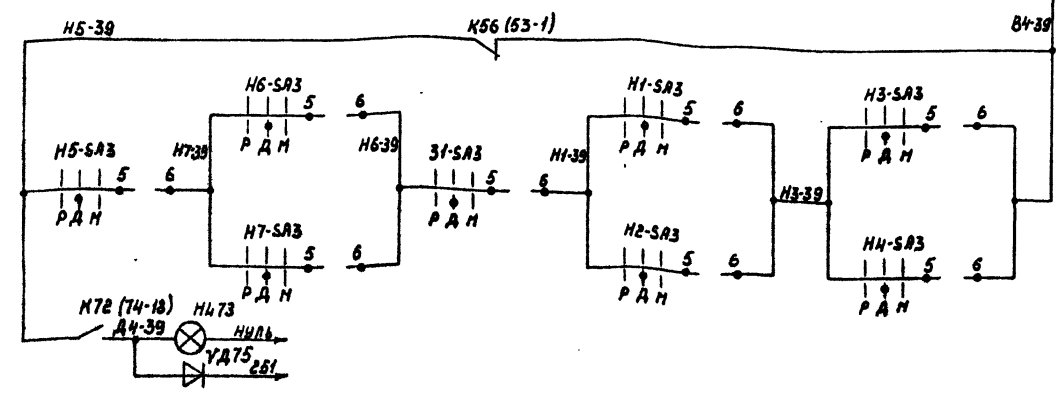 Н5-39
К56 (53-1)
В4-39
Н6-SA3
5
6
Р Д М
Н1-SA3
5
6
Р Д М
Н3-SA3
5
6
Р Д М
Н5-SA3
5
6
Р Д М
Н7-39
Н6-39
31-SA3
5
6
Р Д М
Н1-39
Н3-39
Н7-SA3
5
6
Р Д М
Н2-SA3
5
6
Р Д М
Н4-SA3
5
6
Р Д М
К72 (74-18)
Д4-39
НL73
НУЛЬ
VД75
2Б1